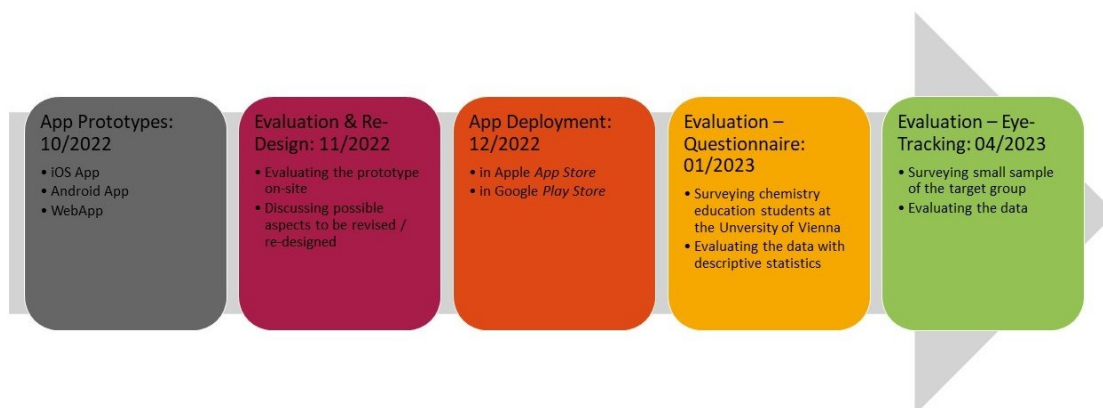 App Prototypes:
10/2022
• iOS App
• Android App
• WebApp
Evaluation & Re-
Design: 11/2022
• Evaluating the prototype
on-site
• Discussing possible
aspects to be revised /
re-designed
App Deployment:
12/2022
• in Apple App Store
• in Google Play Store
Evaluation –
Questionnaire:
01/2023
• Surveying chemistry
education students at
the Unversity of Vienna
• Evaluating the data with
descriptive statistics
Evaluation – Eye-
Tracking: 04/2023
• Surveying small sample
of the target group
• Evaluating the data